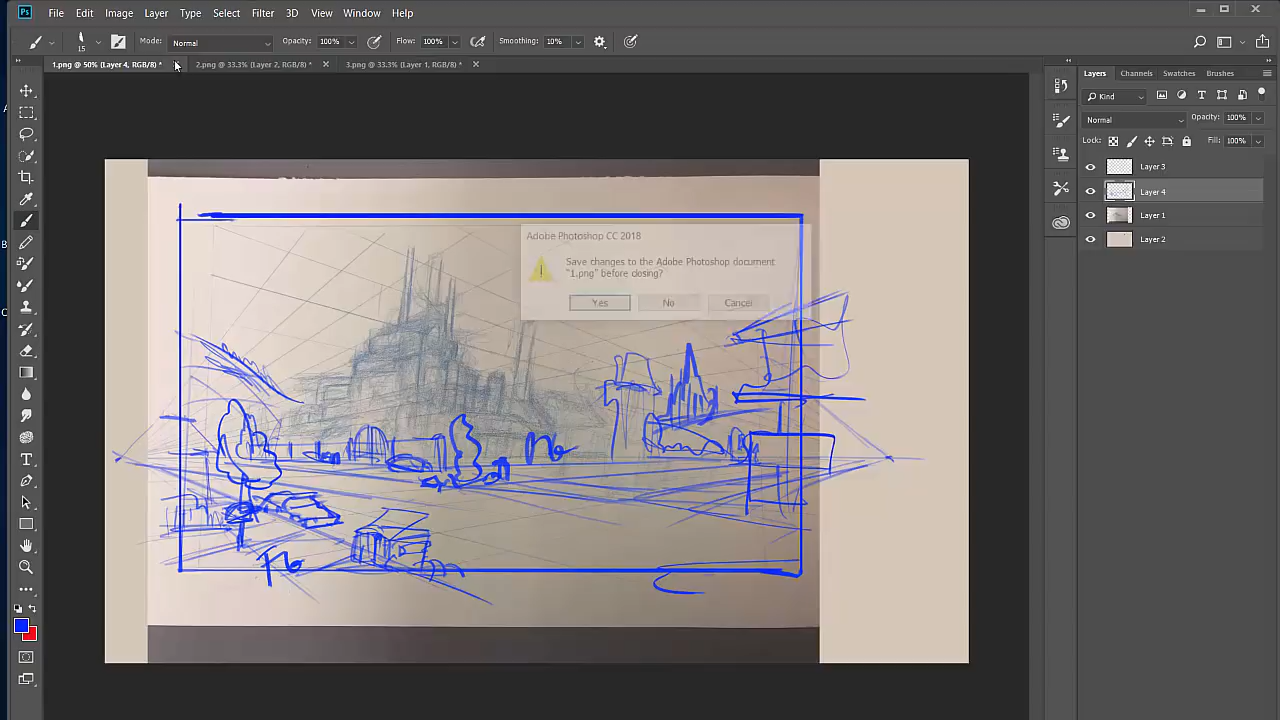 Ps File Edit Image Layer Type Select Filter 3D View Window Help
15 Mode: Normal Opacity: 100% Flow: 100% Smoothing: 10%
1.png @ 50% (Layer 4, RGB/8) * 2.png @ 33.3% (Layer 2, RGB/8) * 3.png @ 33.3% (Layer 1, RGB/8) *
Layers Channels Swatches Brushes
Kind
Normal Opacity: 100%
Lock: Fill: 100%
Layer 3
Layer 4
Layer 1
Layer 2
Adobe Photoshop CC 2018
Save changes to the Adobe Photoshop document
"1.png" before closing?
Yes No Cancel